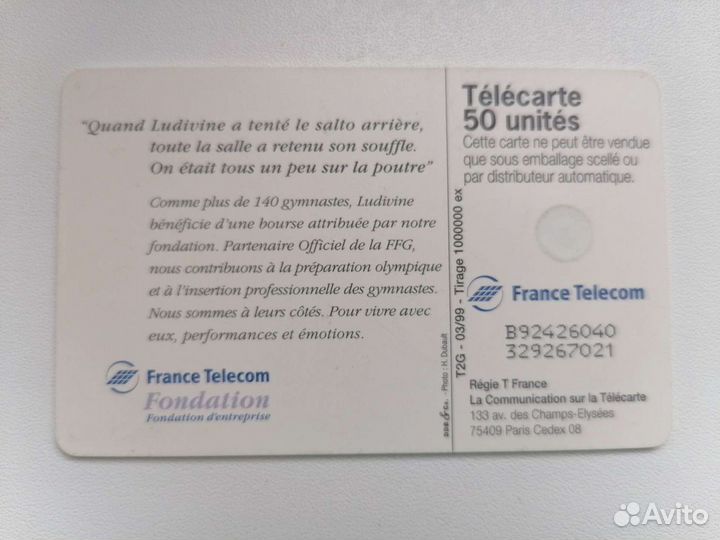 "Quand Ludivine a tenté le salto arrière,
toute la salle a retenu son souffle.
On était tous un peu sur la poutre"
Comme plus de 140 gymnastes, Ludivine
bénéficie d'une bourse attribuée par notre
fondation. Partenaire Officiel de la FFG,
nous contribuons à la préparation olympique
et à l'insertion professionnelle des gymnastes.
Nous sommes à leurs côtés. Pour vivre avec
eux, performances et émotions.
France Telecom
Fondation
Fondation d'entreprise
Photo : H. Dubault
T2G - 03/99 - Tirage 1000000 ex
Télécarte
50 unités
Cette carte ne peut être vendue
que sous emballage scellé ou
par distributeur automatique.
France Telecom
B92426040
329267021
Régie T France
La Communication sur la Télécarte
133 av. des Champs-Elysées
75409 Paris Cedex 08
Avito